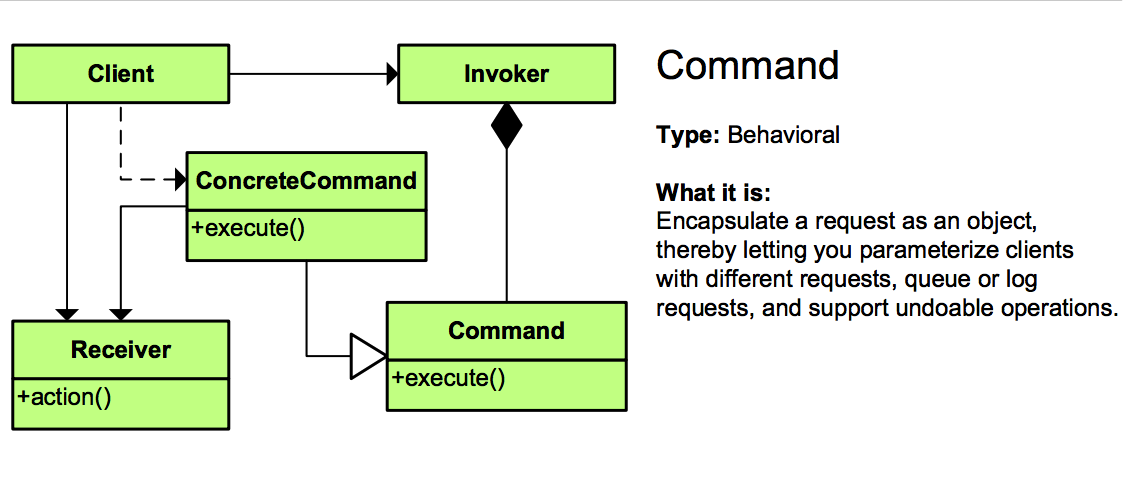 Client
Invoker
ConcreteCommand
+execute()
Receiver
+action()
Command
+execute()
Command
Type: Behavioral
What it is:
Encapsulate a request as an object,
thereby letting you parameterize clients
with different requests, queue or log
requests, and support undoable operations.